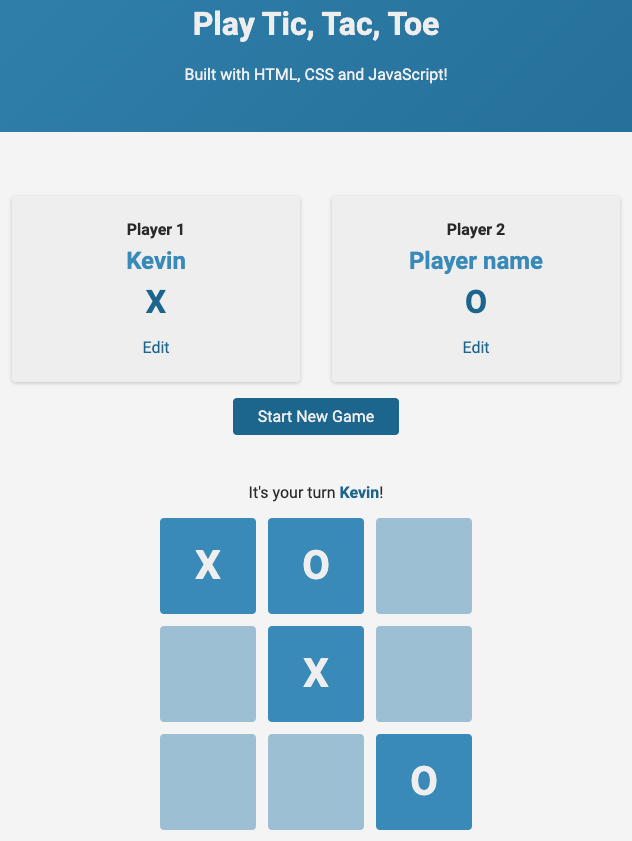 Play Tic, Tac, Toe
Built with HTML, CSS and JavaScript!
Player 1
Kevin
X
Edit
Player 2
Player name
O
Edit
Start New Game
It's your turn Kevin!
X O
X
O